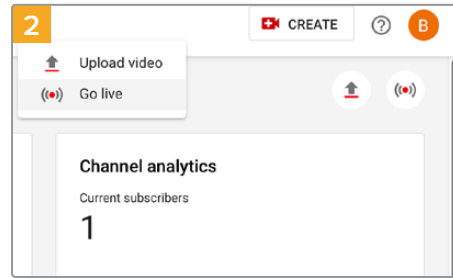 2
CREATE
B
Upload video
Go live
Channel analytics
Current subscribers
1